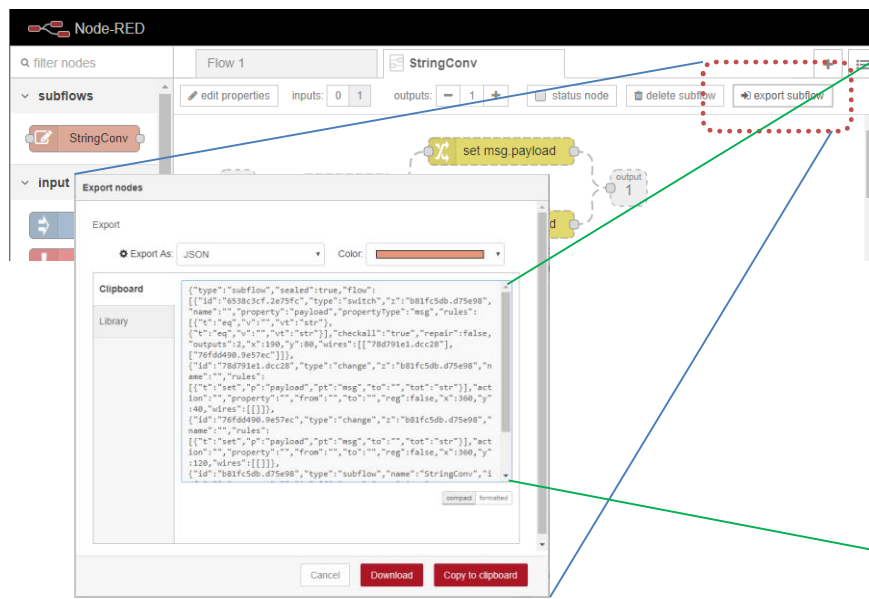 Node-RED
filter nodes
Flow 1
StringConv
subflows
edit properties
inputs: 0 1
outputs: − 1 +
status node
delete subflow
export subflow
StringConv
input
set msg.payload
output
1
d
Export nodes
Export
Export As:
JSON
Color:
Clipboard
Library
{"type":"subflow","sealed":true,"flow":
[{"id":"6538c3cf.2e75fc","type":"switch","z":"b81fc5db.d75e98",
"name":"","property":"payload","propertyType":"msg","rules":
[{"t":"eq","v":"","vt":"str"},
{"t":"eq","v":"","vt":"str"}],"checkall":"true","repair":false,
"outputs":2,"x":190,"y":80,"wires":[["78d791e1.dcc28"],
["76fdd490.9e57ec"]]},
{"id":"78d791e1.dcc28","type":"change","z":"b81fc5db.d75e98","n
ame":"","rules":
[{"t":"set","p":"payload","pt":"msg","to":"","tot":"str"}],"act
ion":"","property":"","from":"","to":"","reg":false,"x":360,"y"
:40,"wires":[[]]},
{"id":"76fdd490.9e57ec","type":"change","z":"b81fc5db.d75e98","
name":"","rules":
[{"t":"set","p":"payload","pt":"msg","to":"","tot":"str"}],"act
ion":"","property":"","from":"","to":"","reg":false,"x":360,"y"
:120,"wires":[[]]},
{"id":"b81fc5db.d75e98","type":"subflow","name":"StringConv","i
compact
formatted
Cancel
Download
Copy to clipboard